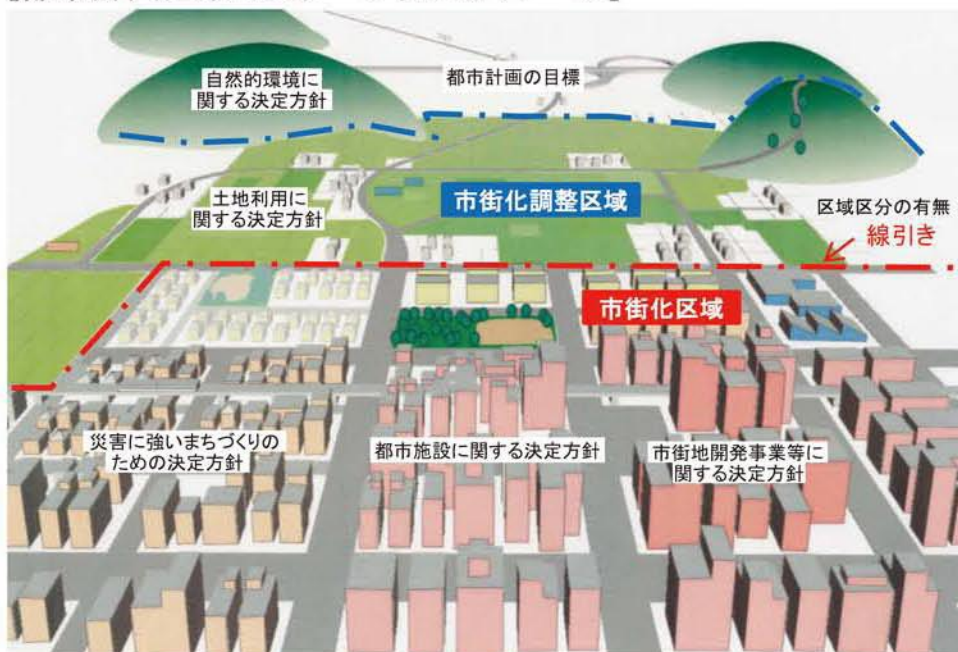 自然的環境に
関する決定方針
都市計画の目標
土地利用に
関する決定方針
市街化調整区域
区域区分の有無
線引き
市街化区域
災害に強いまちづくりの
ための決定方針
都市施設に関する決定方針
市街地開発事業等に
関する決定方針